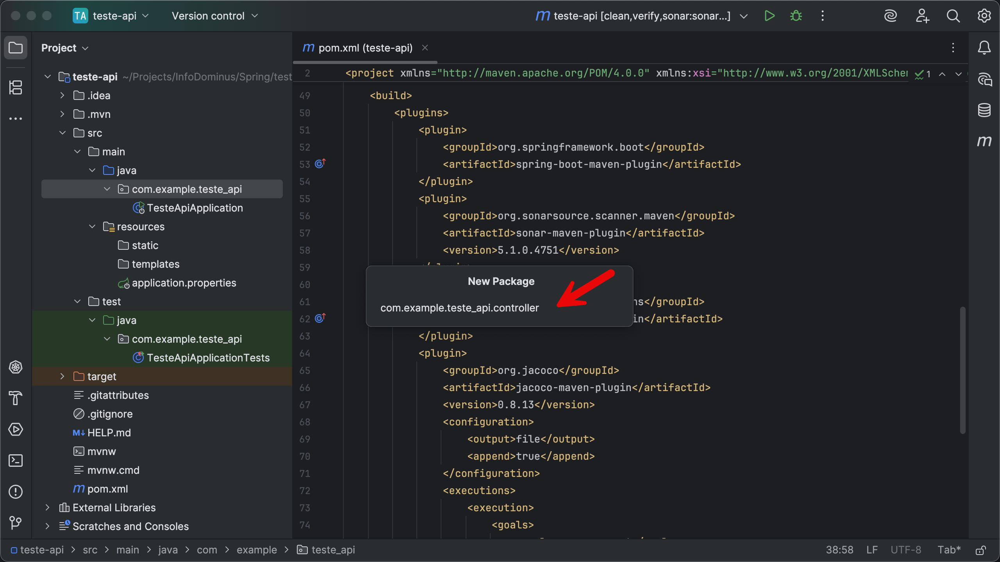 TA teste-api
Version control
m teste-api [clean,verify,sonar:sonar...]
Project
m pom.xml (teste-api)
teste-api ~/Projects/InfoDominus/Spring/test
.idea
.mvn
src
main
java
com.example.teste_api
TesteApiApplication
resources
static
templates
application.properties
test
java
com.example.teste_api
TesteApiApplicationTests
target
.gitattributes
.gitignore
M↓ HELP.md
mvnw
mvnw.cmd
m pom.xml
External Libraries
Scratches and Consoles
2 <project xmlns="http://maven.apache.org/POM/4.0.0" xmlns:xsi="http://www.w3.org/2001/XMLSchem 1
49 <build>
50 <plugins>
51 <plugin>
52 <groupId>org.springframework.boot</groupId>
53 <artifactId>spring-boot-maven-plugin</artifactId>
54 </plugin>
55 <plugin>
56 <groupId>org.sonarsource.scanner.maven</groupId>
57 <artifactId>sonar-maven-plugin</artifactId>
58 <version>5.1.0.4751</version>
59
60
61 ns</groupId>
62 in</artifactId>
New Package
com.example.teste_api.controller
63 </plugin>
64 <plugin>
65 <groupId>org.jacoco</groupId>
66 <artifactId>jacoco-maven-plugin</artifactId>
67 <version>0.8.13</version>
68 <configuration>
69 <output>file</output>
70 <append>true</append>
71 </configuration>
72 <executions>
73 <execution>
74 <goals>
m
teste-api > src > main > java > com > example > teste_api
38:58 LF UTF-8 Tab*